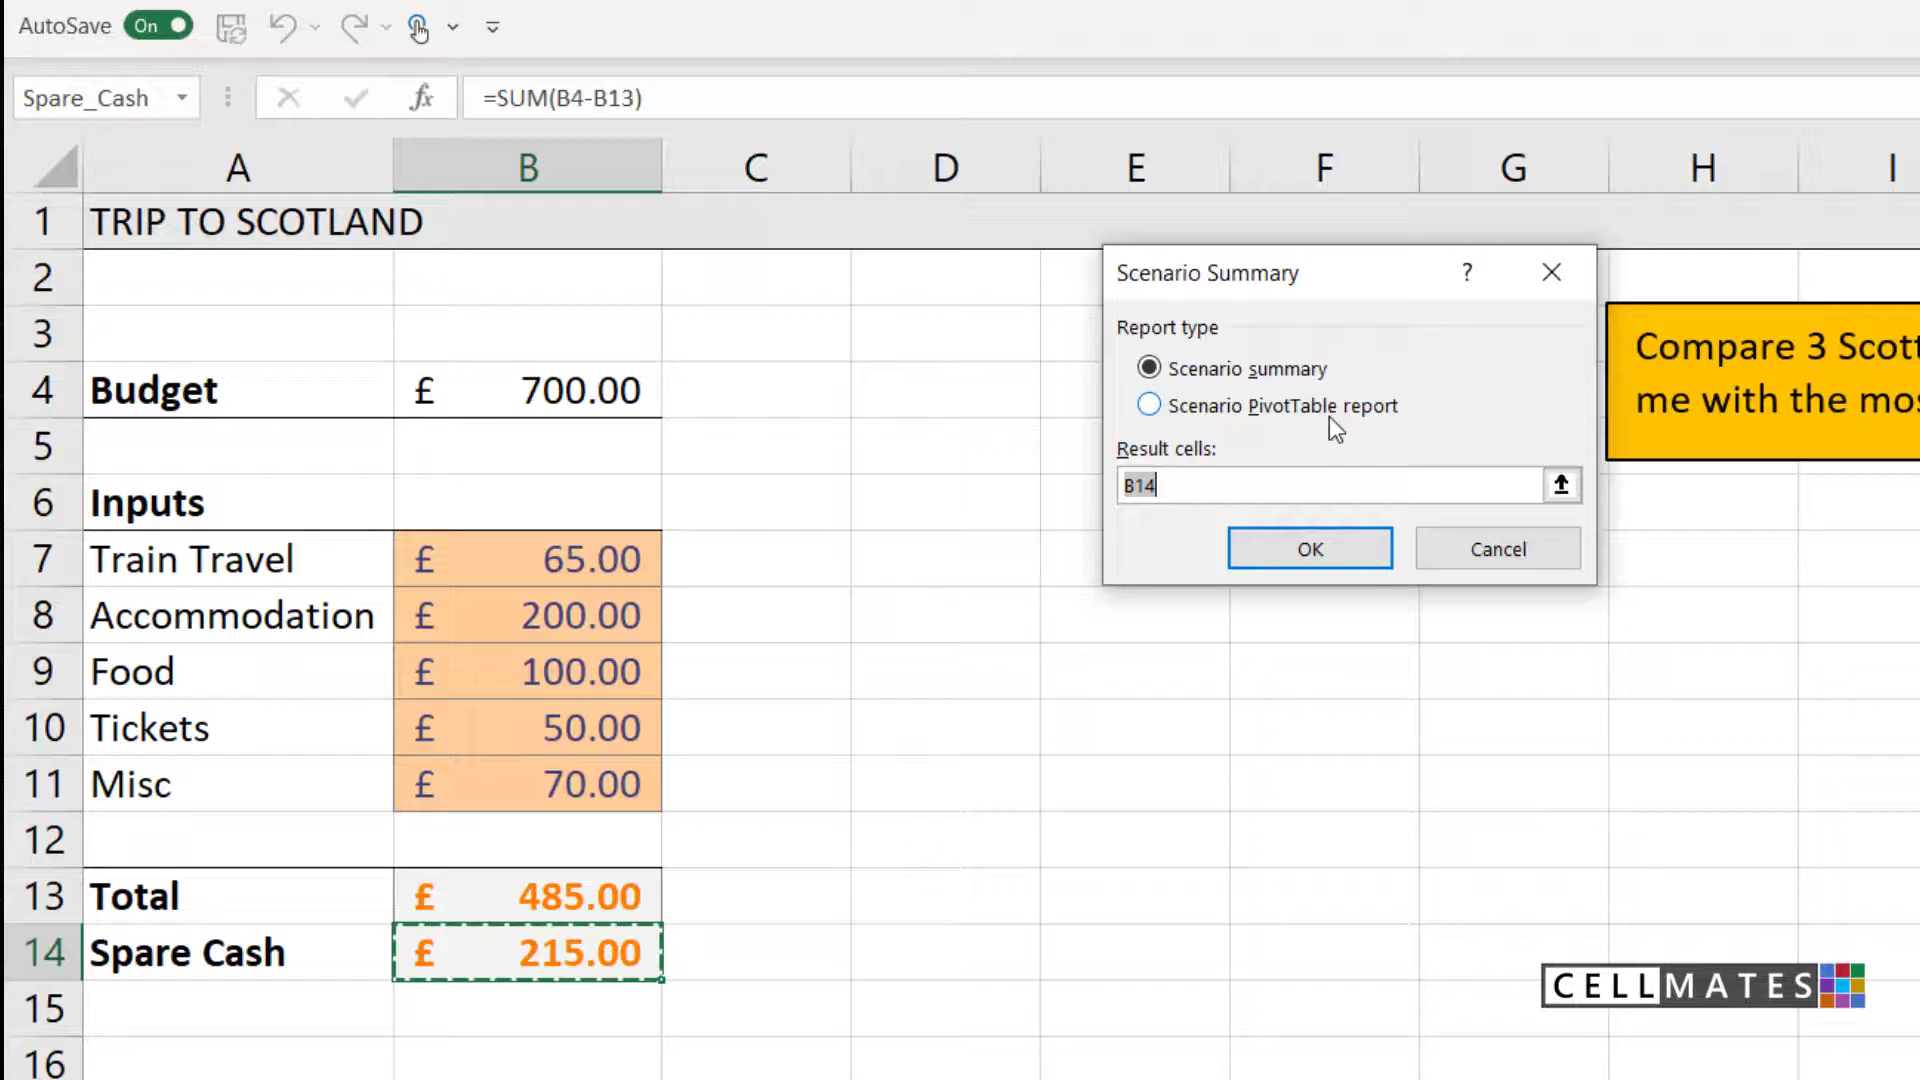 AutoSave On
Spare_Cash fx =SUM(B4-B13)
A B C D E F G H I
1 TRIP TO SCOTLAND
2
3
4 Budget £ 700.00
5
6 Inputs
7 Train Travel £ 65.00
8 Accommodation £ 200.00
9 Food £ 100.00
10 Tickets £ 50.00
11 Misc £ 70.00
12
13 Total £ 485.00
14 Spare Cash £ 215.00
15
16
Scenario Summary ?
Report type
Scenario summary
Scenario PivotTable report
Result cells:
B14
OK Cancel
Compare 3
me with the
CELLMATES